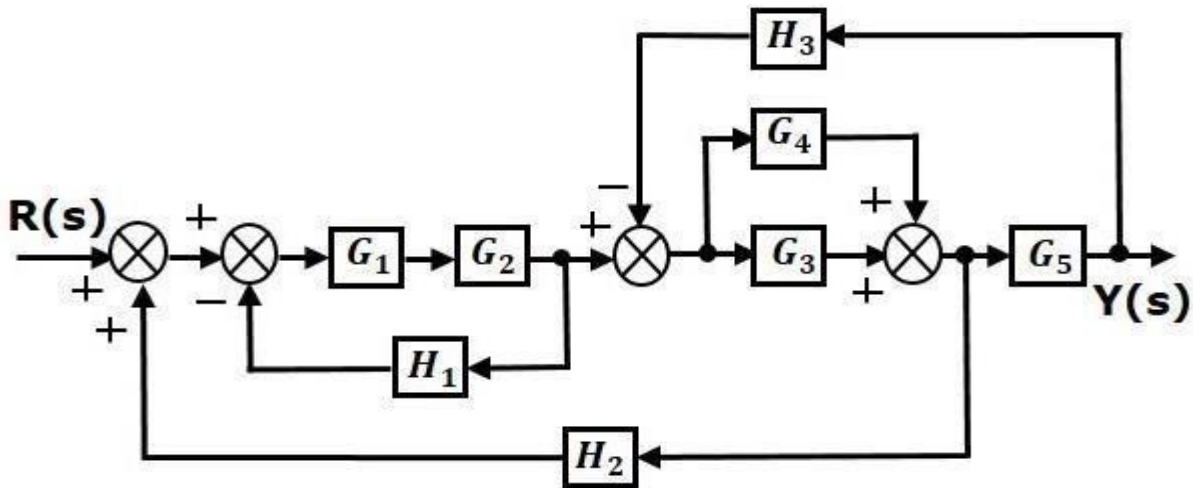 H₃
−
G₄
R(s)
+
+
+
G₁
G₂
G₃
G₅
+
−
+
+
Y(s)
+
H₁
H₂